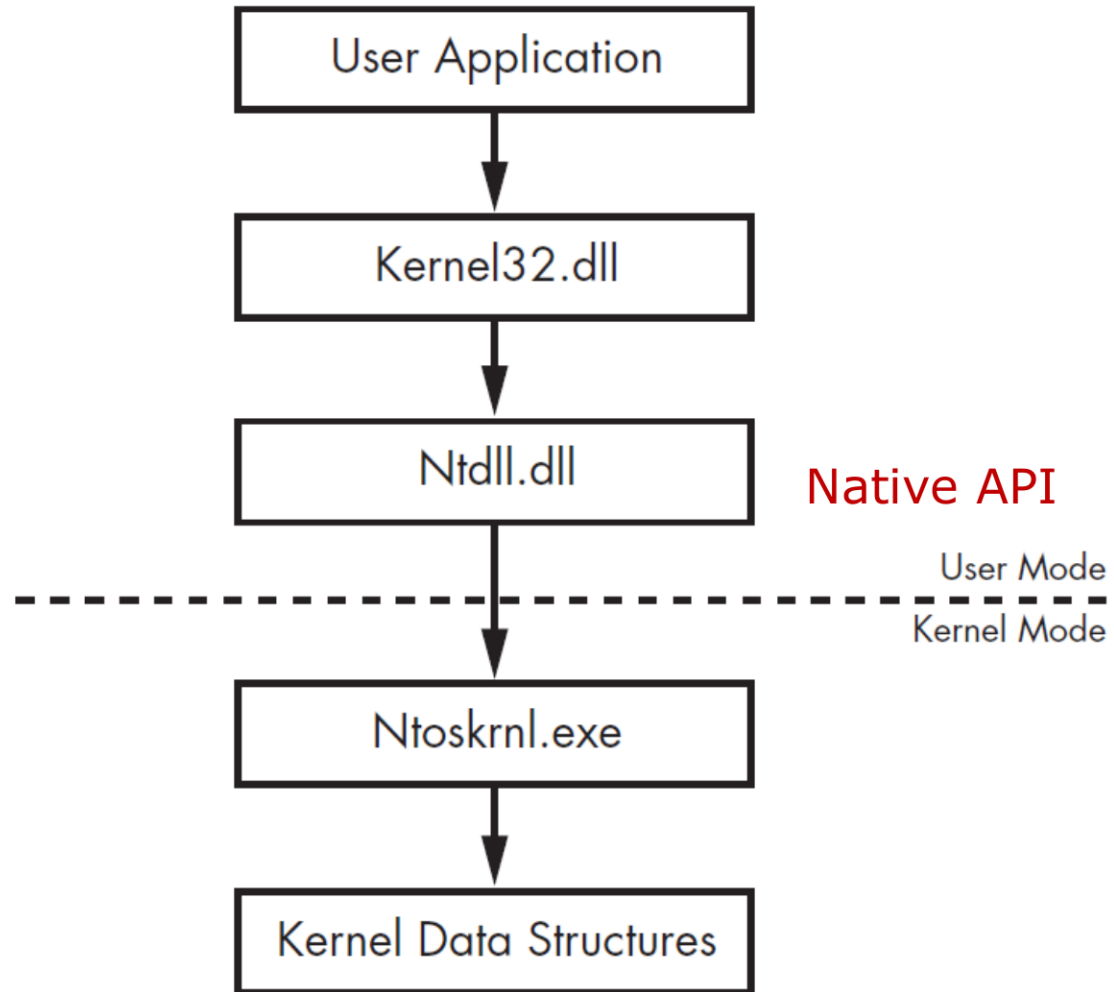 User Application
Kernel32.dll
Ntdll.dll
Native API
User Mode
Kernel Mode
Ntoskrnl.exe
Kernel Data Structures